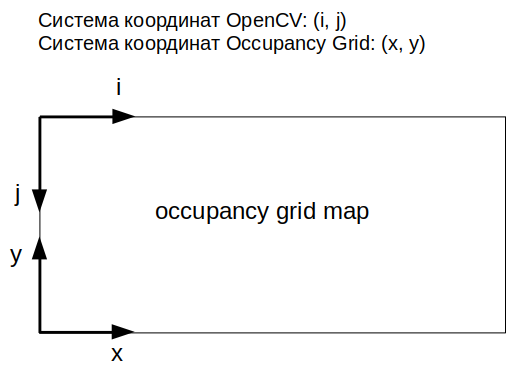 Система координат OpenCV: (i, j)
Система координат Occupancy Grid: (x, y)
i
j
occupancy grid map
y
x